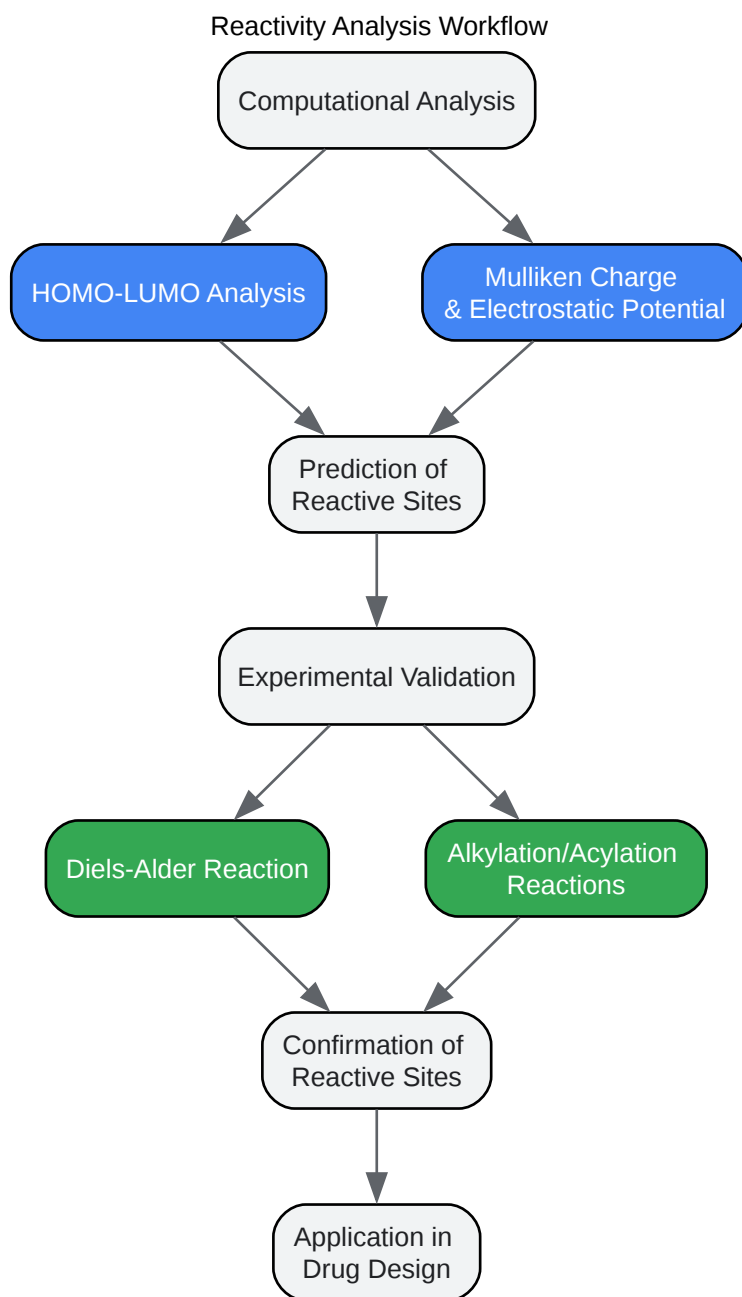 Reactivity Analysis Workflow
Computational Analysis
HOMO-LUMO Analysis
Mulliken Charge
& Electrostatic Potential
Prediction of
Reactive Sites
Experimental Validation
Diels-Alder Reaction
Alkylation/Acylation
Reactions
Confirmation of
Reactive Sites
Application in
Drug Design